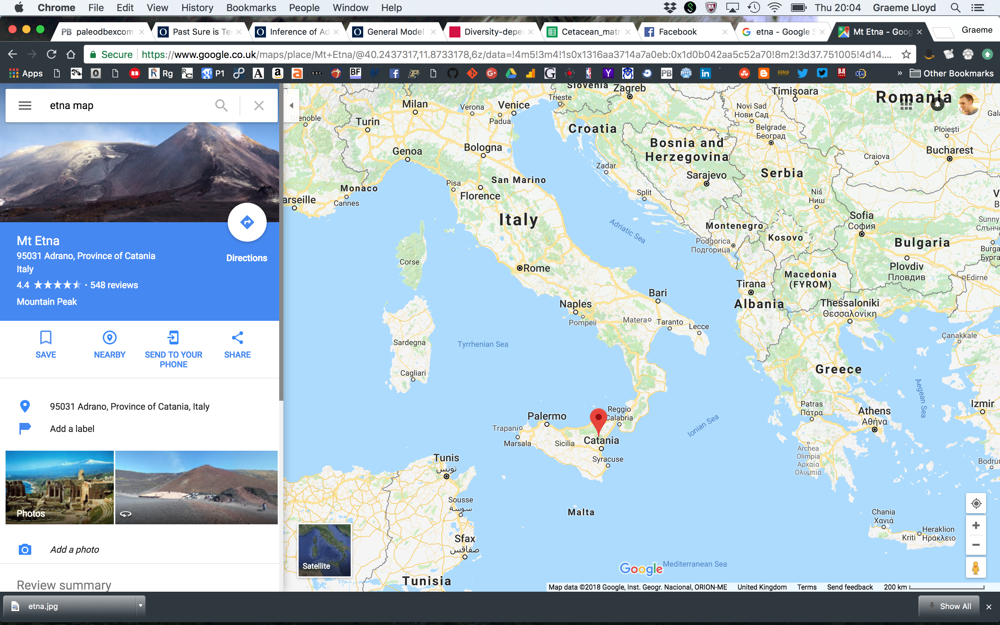 Chrome File Edit View History Bookmarks People Window Help Thu 20:04 Graeme Lloyd
PB paleodbexcom Past Sure is Ter Inference of Ad General Model Diversity-depe Cetacean_matr Facebook etna - Google S Mt Etna - Goog Graeme
Secure https://www.google.co.uk/maps/place/Mt+Etna/@40.2437317,11.8733178,6z/data=!4m5!3m4!1s0x1316aa3714a7a0eb:0x1d0b042aa5c52a70!8m2!3d37.751005!4d14....
Apps Rg P1 BBC BF PB RMS in Other Bookmarks
etna map
Mt Etna
95031 Adrano, Province of Catania
Italy
4.4 548 reviews
Mountain Peak
Directions
SAVE
NEARBY
SEND TO YOUR
PHONE
SHARE
95031 Adrano, Province of Catania, Italy
Add a label
Photos
Add a photo
Review summary
Slovenia
Zagreb
Timișoara
Romania
Trieste
Milan
Verona
Venice
Padua
Novi Sad
Нови Сад
Grenoble
Turin
Croatia
Belgrade
Београд
Ploiești
Bosnia and
Herzegovina
Genoa
Bologna
Craiova
Bucharest
Zadar
Sarajevo
Serbia
San Marino
Pisa
Monaco
Florence
Split
Niš
Ниш
arseille
Cannes
Italy
Adriatic Sea
Montenegro
Kosovo
Sofia
София
Sunny
Podgorica
Подгорица
Bulgaria
Burga
Бурга
Corse
Rome
Plovdiv
Пловдив
Macedonia
(FYROM)
Edirne
Tirana
Albania
Bari
Naples
Pompeii
Matera
Taranto
Lecce
Thessaloniki
Θεσσαλονίκη
Çanakkale
Sardegna
Tyrrhenian Sea
Cagliari
Greece
Aegean Sea
Palermo
Reggio
Calabria
Trapani
Marsala
Sicilia
Catania
Syracuse
Ionian Sea
Patras
Πάτρα
Athens
Αθήνα
Izmir
Archea
Olimpia
Αρχαία
Ολυμπία
Bodru
Tunis
تونس
Sousse
سوسة
Malta
Chania
Χανιά
Heraklion
Ηράκλειο
Kriti
Sfax
صفاقس
Tunisia
Satellite
Google
Mediterranean Sea
Map data ©2018 Google, Inst. Geogr. Nacional, ORION-ME United Kingdom Terms Send feedback 200 km
etna.jpg
Show All